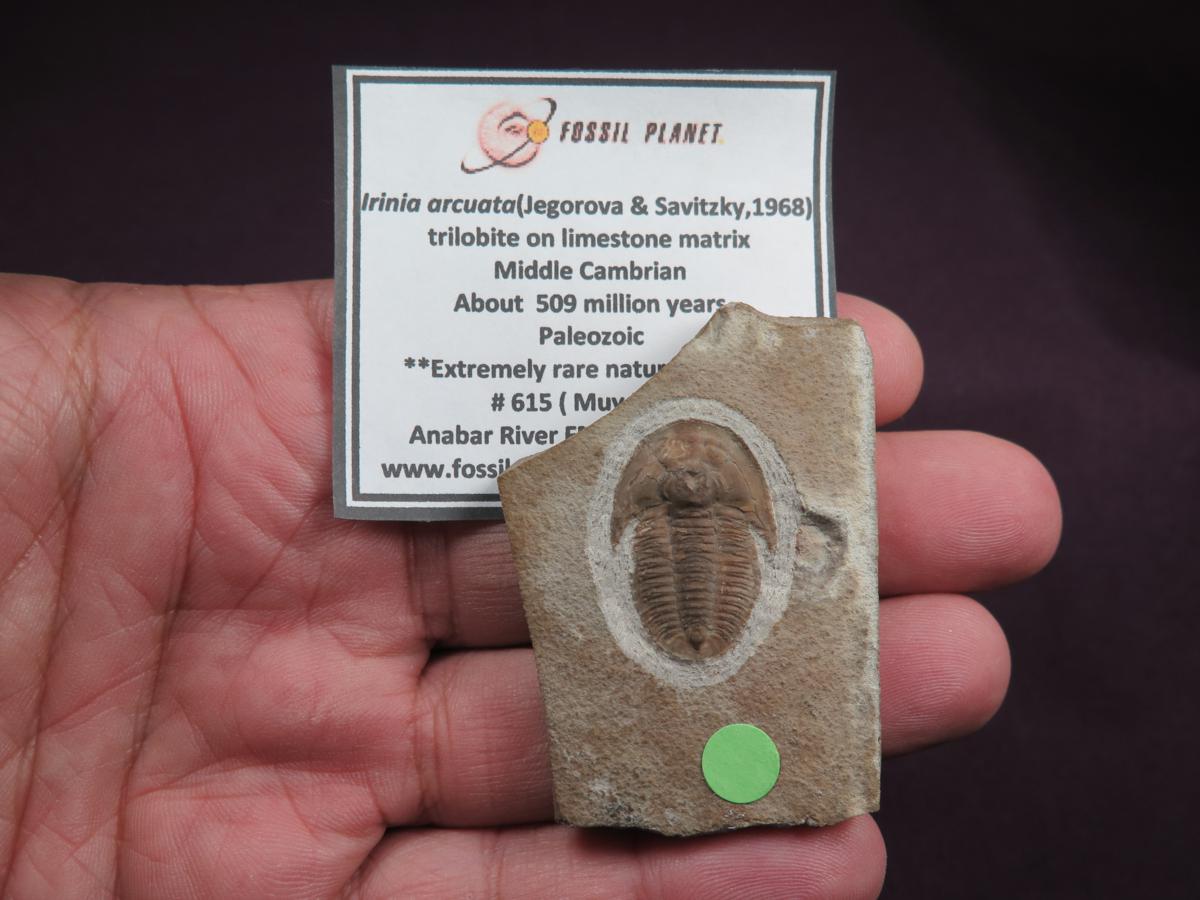 FOSSIL PLANET
Irinia arcuata(Jegorova & Savitzky,1968)
trilobite on limestone matrix
Middle Cambrian
About 509 million years
Paleozoic
**Extremely rare
# 615 (
Anabar River